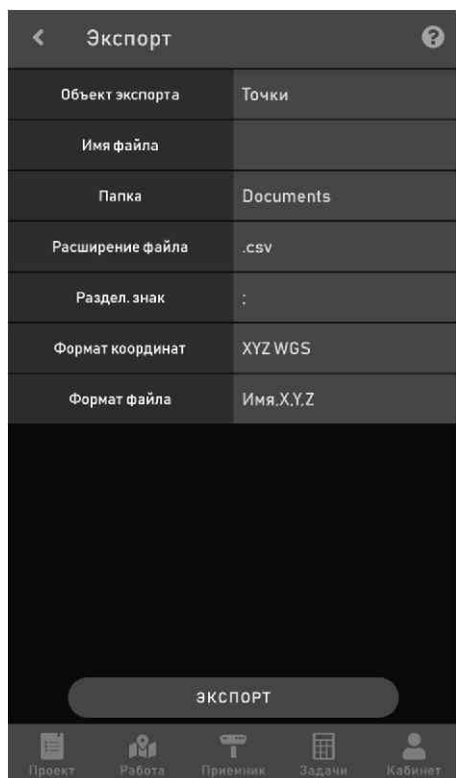 Экспорт
Объект экспорта Точки
Имя файла
Папка Documents
Расширение файла .csv
Раздел. знак ;
Формат координат XYZ WGS
Формат файла Имя,X,Y,Z
ЭКСПОРТ
Проект Работа Приемник Задачи Кабинет